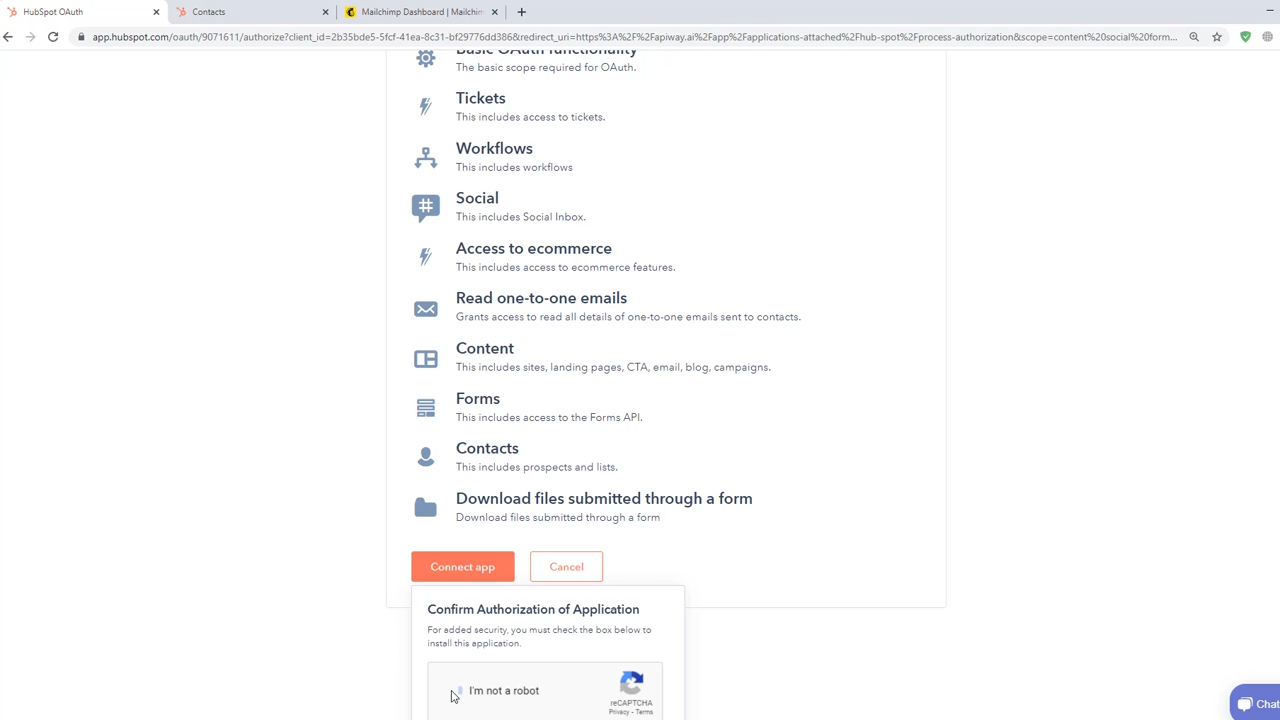 HubSpot OAuth
Contacts
Mailchimp Dashboard | Mailchim
app.hubspot.com/oauth/9071611/authorize?client_id=2b35bde5-5fcf-41ea-8c31-bf29776dd386&redirect_uri=https%3A%2F%2Fapiway.ai%2Fapp%2Fapplications-attached%2Fhub-spot%2Fprocess-authorization&scope=content%20social%20form...
Basic OAuth functionality
The basic scope required for OAuth.
Tickets
This includes access to tickets.
Workflows
This includes workflows
Social
This includes Social Inbox.
Access to ecommerce
This includes access to ecommerce features.
Read one-to-one emails
Grants access to read all details of one-to-one emails sent to contacts.
Content
This includes sites, landing pages, CTA, email, blog, campaigns.
Forms
This includes access to the Forms API.
Contacts
This includes prospects and lists.
Download files submitted through a form
Download files submitted through a form
Connect app
Cancel
Confirm Authorization of Application
For added security, you must check the box below to
install this application.
I'm not a robot
reCAPTCHA
Privacy - Terms
Chat